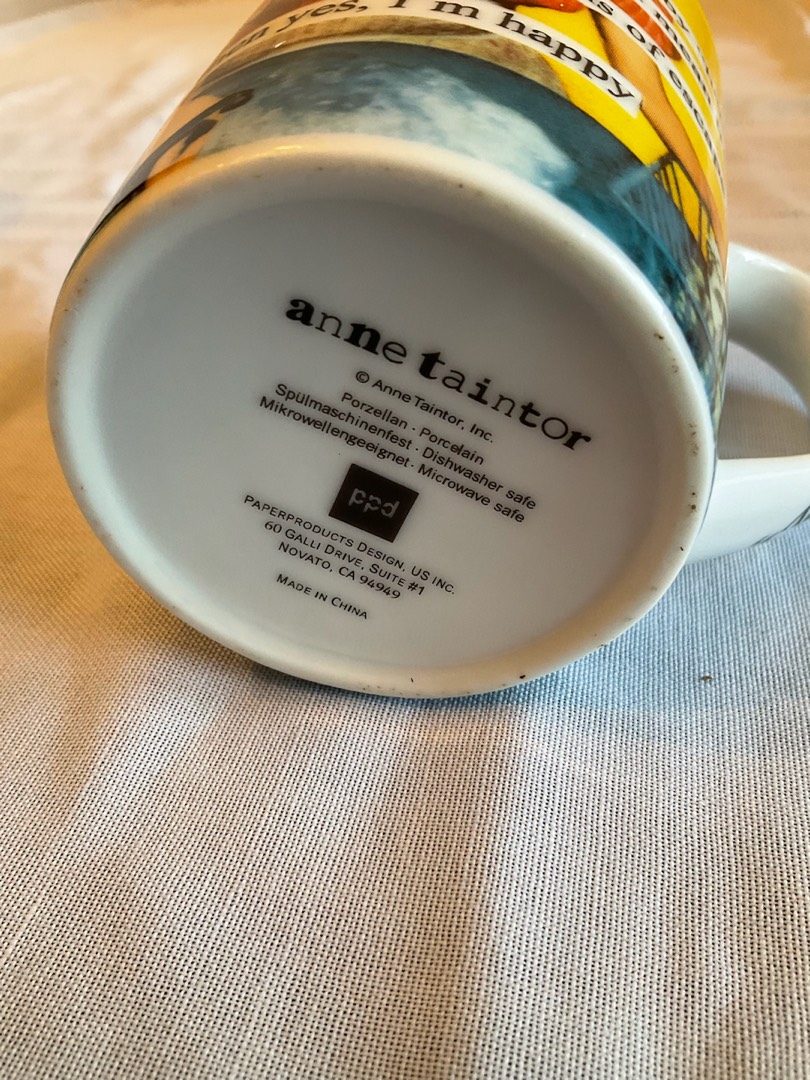 yes, I'm happy
of
anne taintor
© Anne Taintor, Inc.
Porzellan · Porcelain
Spülmaschinenfest · Dishwasher safe
Mikrowellengeeignet · Microwave safe
ppd
PAPERPRODUCTS DESIGN, US INC.
60 GALLI DRIVE, SUITE #1
NOVATO, CA 94949
MADE IN CHINA